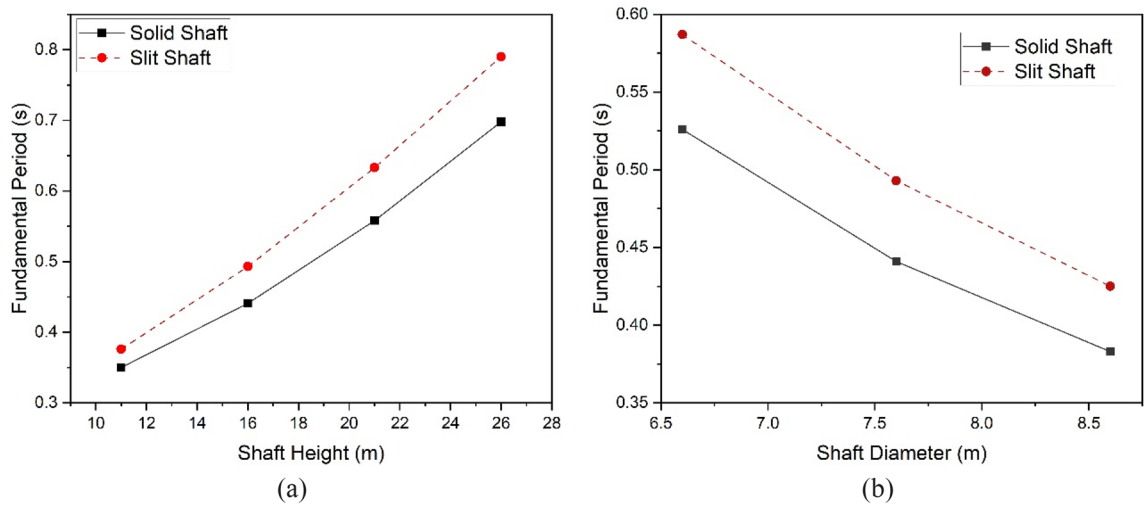 Solid Shaft
Slit Shaft
0.8
0.7
0.6
0.5
0.4
0.3
Fundamental Period (s)
10 12 14 16 18 20 22 24 26 28
Shaft Height (m)
(a)
Solid Shaft
Slit Shaft
0.60
0.55
0.50
0.45
0.40
0.35
Fundamental Period (s)
6.5 7.0 7.5 8.0 8.5
Shaft Diameter (m)
(b)